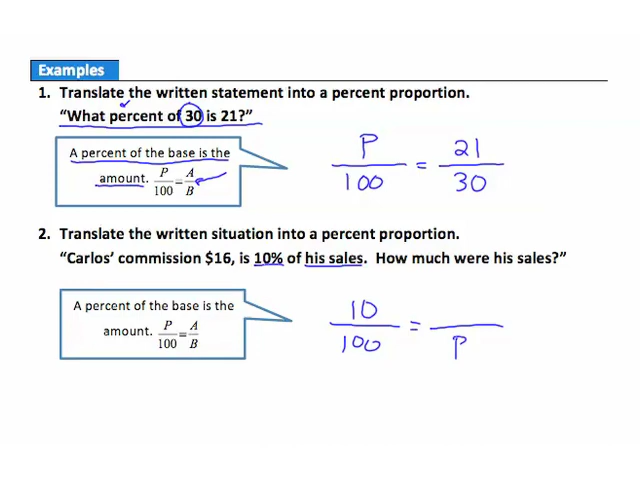 Examples
1. Translate the written statement into a percent proportion.
“What percent of 30 is 21?”
A percent of the base is the
amount. P/100 = A/B
P/100 = 21/30
2. Translate the written situation into a percent proportion.
“Carlos’ commission $16, is 10% of his sales. How much were his sales?”
A percent of the base is the
amount. P/100 = A/B
10/100 = /P